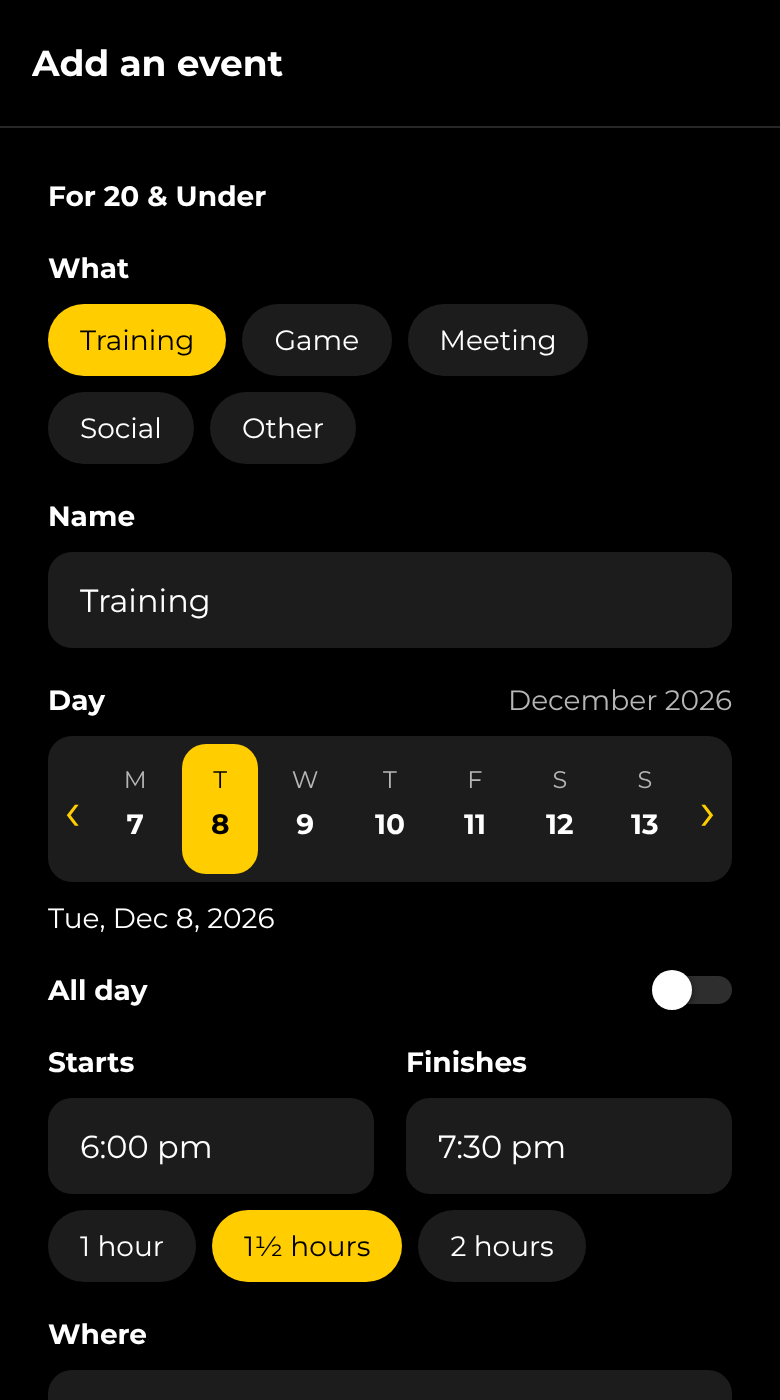 Add an event
For 20 & Under
What
Training Game Meeting
Social Other
Name
Training
Day December 2026
M T W T F S S
‹ 7 8 9 10 11 12 13 ›
Tue, Dec 8, 2026
All day
Starts Finishes
6:00 pm 7:30 pm
1 hour 1½ hours 2 hours
Where